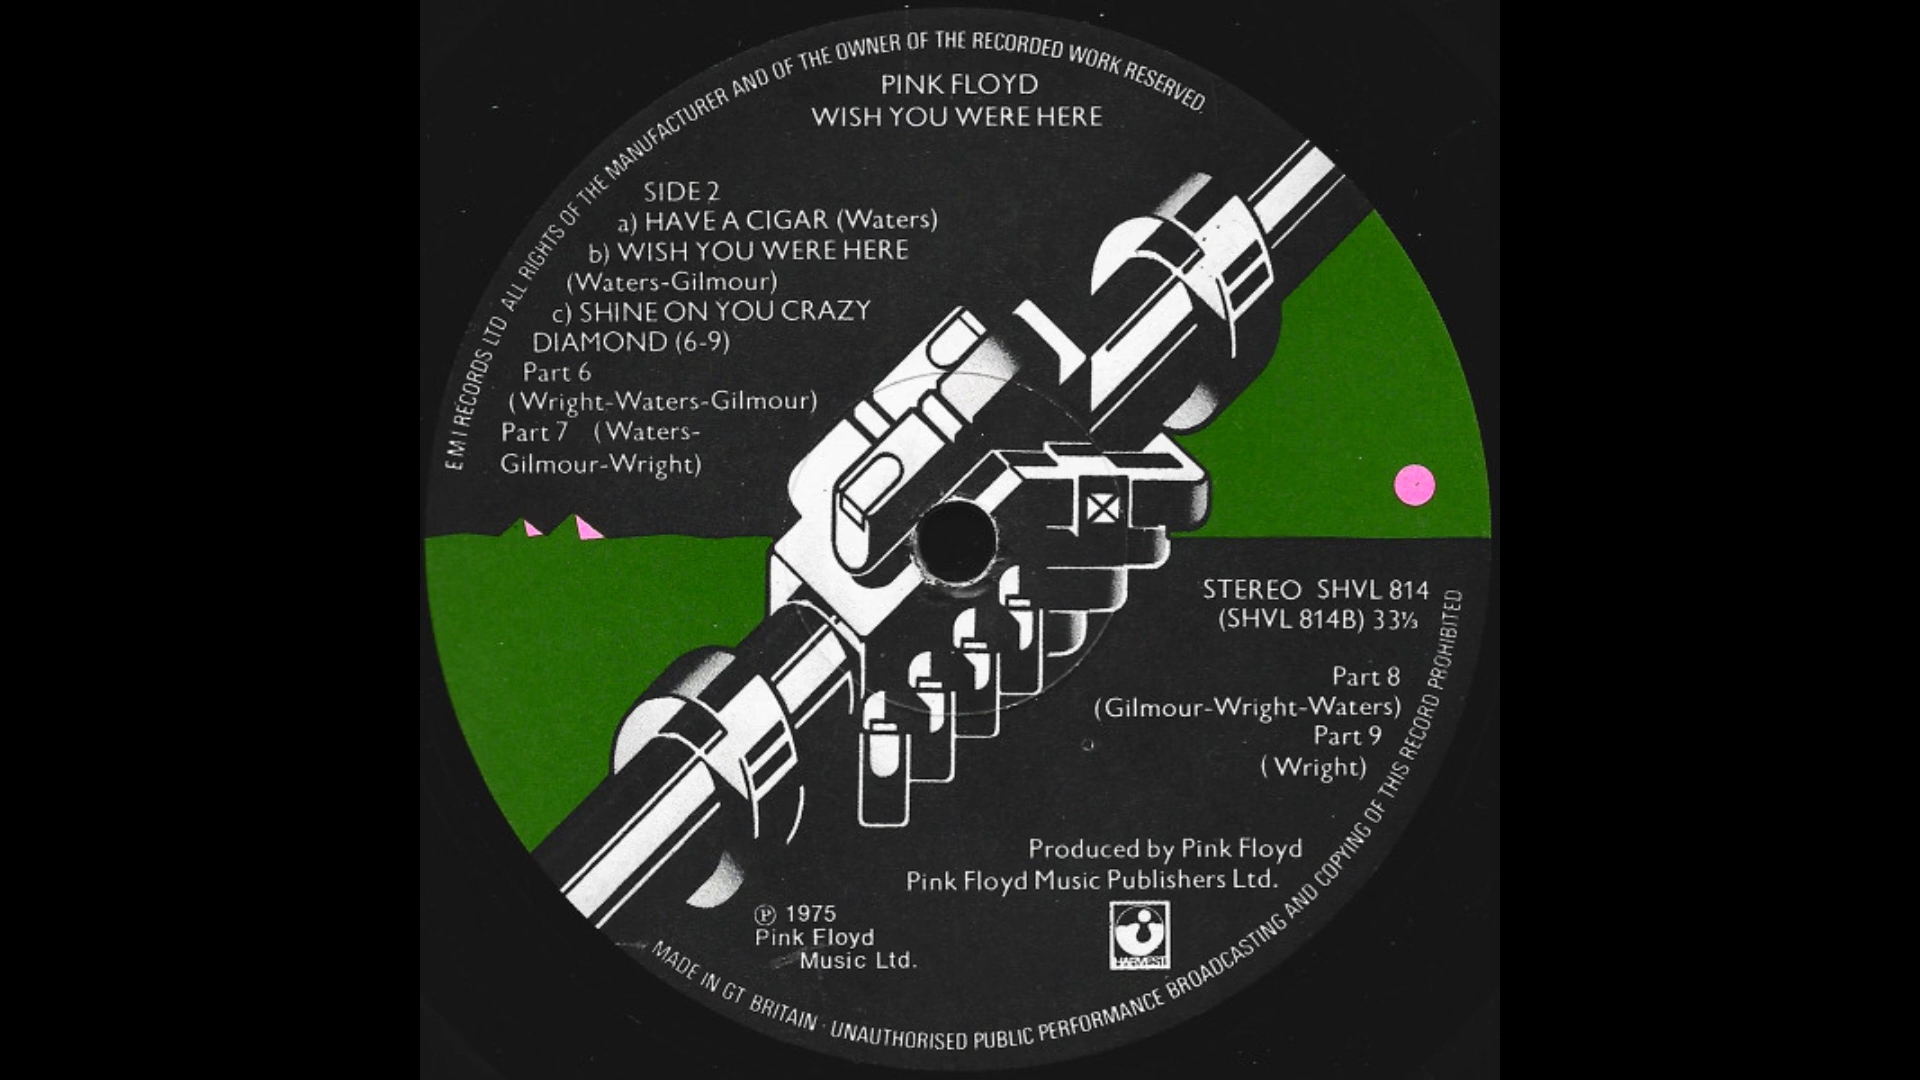 E M I RECORDS LTD ALL RIGHTS OF THE MANUFACTURER AND OF THE OWNER OF THE RECORDED WORK RESERVED.
PINK FLOYD
WISH YOU WERE HERE
SIDE 2
a) HAVE A CIGAR (Waters)
b) WISH YOU WERE HERE
(Waters-Gilmour)
c) SHINE ON YOU CRAZY
DIAMOND (6-9)
Part 6
(Wright-Waters-Gilmour)
Part 7 (Waters-
Gilmour-Wright)
STEREO SHVL 814
(SHVL 814B) 33⅓
Part 8
(Gilmour-Wright-Waters)
Part 9
(Wright)
Produced by Pink Floyd
Pink Floyd Music Publishers Ltd.
℗ 1975
Pink Floyd
Music Ltd.
HARVEST
MADE IN GT BRITAIN · UNAUTHORISED PUBLIC PERFORMANCE BROADCASTING AND COPYING OF THIS RECORD PROHIBITED